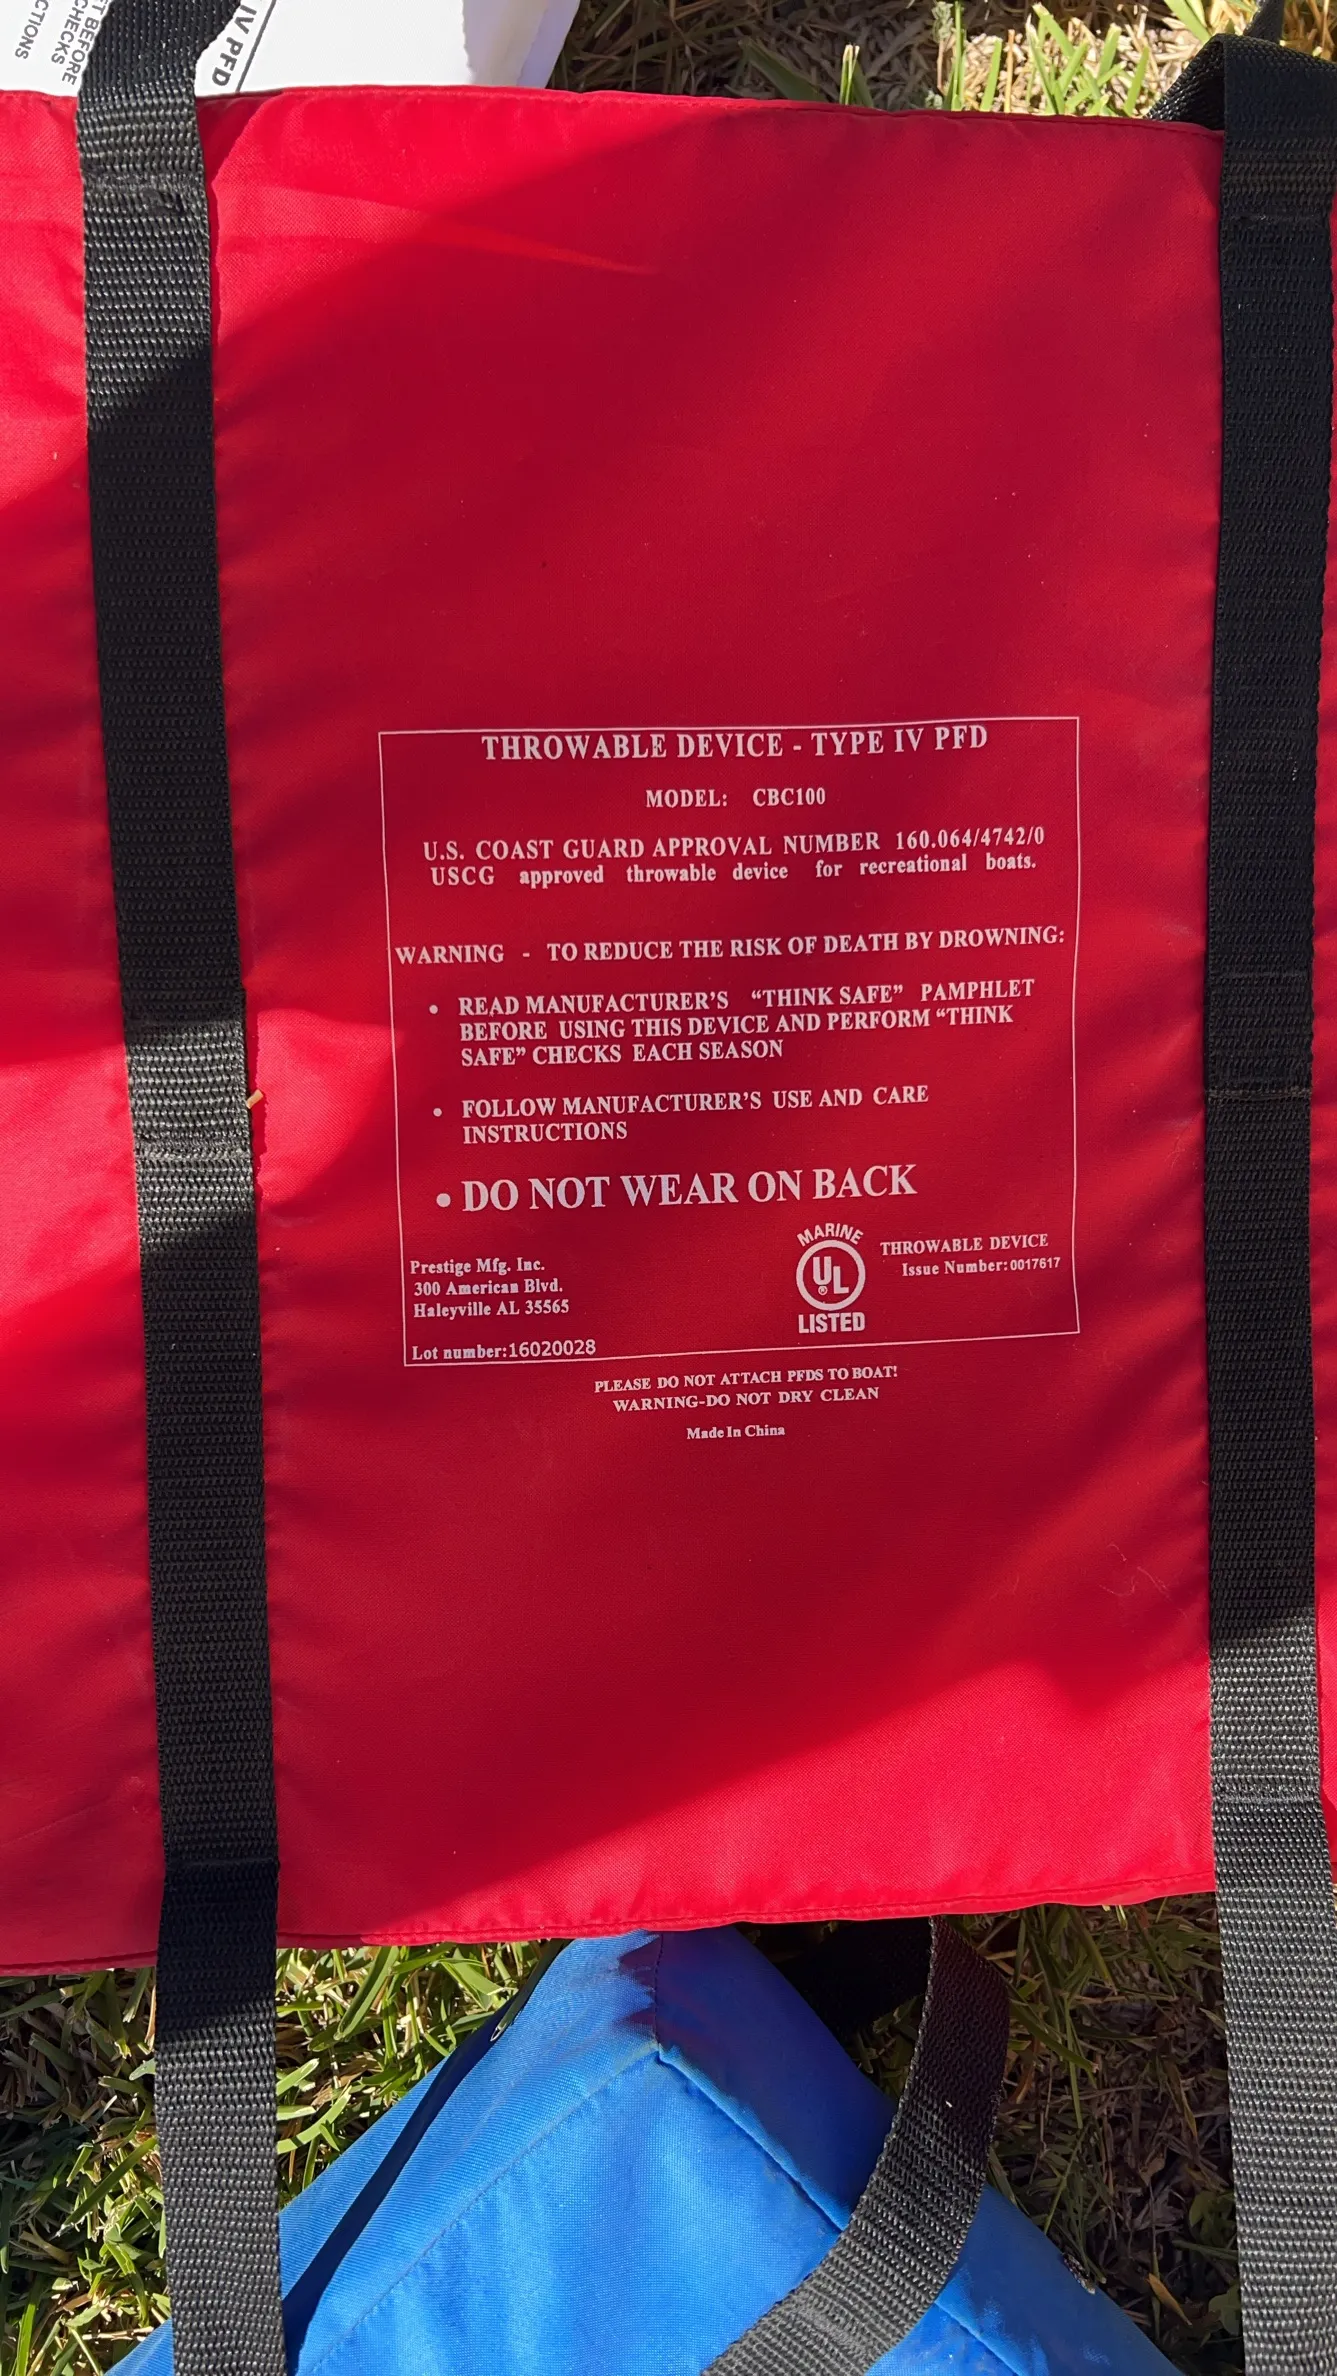 IV PFD
BEFORE
CHECKS
CTIONS
THROWABLE DEVICE - TYPE IV PFD
MODEL: CBC100
U.S. COAST GUARD APPROVAL NUMBER 160.064/4742/0
USCG approved throwable device for recreational boats.
WARNING - TO REDUCE THE RISK OF DEATH BY DROWNING:
• READ MANUFACTURER'S “THINK SAFE” PAMPHLET
BEFORE USING THIS DEVICE AND PERFORM “THINK
SAFE” CHECKS EACH SEASON
• FOLLOW MANUFACTURER'S USE AND CARE
INSTRUCTIONS
• DO NOT WEAR ON BACK
Prestige Mfg. Inc.
300 American Blvd.
Haleyville AL 35565
Lot number:16020028
MARINE
UL ®
LISTED
THROWABLE DEVICE
Issue Number:0017617
PLEASE DO NOT ATTACH PFDS TO BOAT!
WARNING-DO NOT DRY CLEAN
Made In China